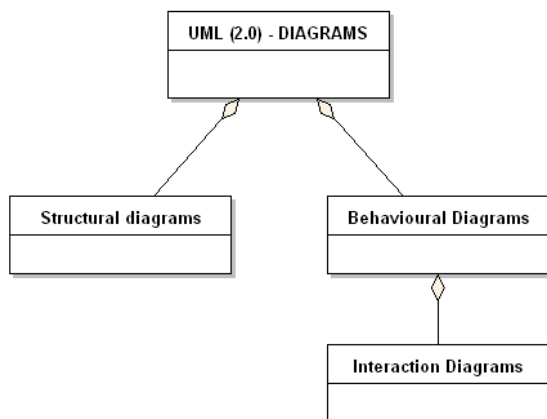 UML (2.0) - DIAGRAMS
Structural diagrams
Behavioural Diagrams
Interaction Diagrams